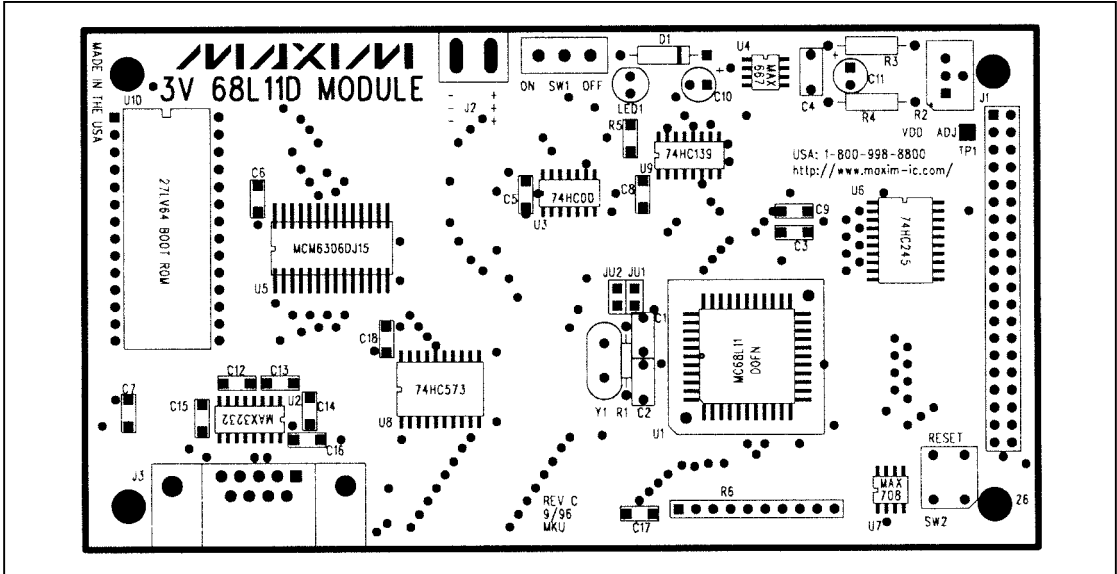 MAXIM
3V 68L11D MODULE
MADE IN THE USA
U10
27LV64 BOOT ROM
- +
- +
- +
J2
ON SW1 OFF
D1
LED1
C10
U4
MAX
667
C4
+
C11
R3
R4
R2
J1
VDD ADJ
TP1
USA: 1-800-998-8800
http://www.maxim-ic.com/
R5
74HC139
U9
C8
C5
74HC00
U3
C6
MCM6306DJ15
U5
C9
C3
U6
74HC245
JU2 JU1
C1
MC68L11
D0FN
Y1
R1
C2
U1
C18
74HC573
U8
C7
C12
C13
C15
MAX3232
U2
C14
C16
J3
REV C
9/96
MKU
C17
R6
RESET
MAX
708
U7
SW2
26